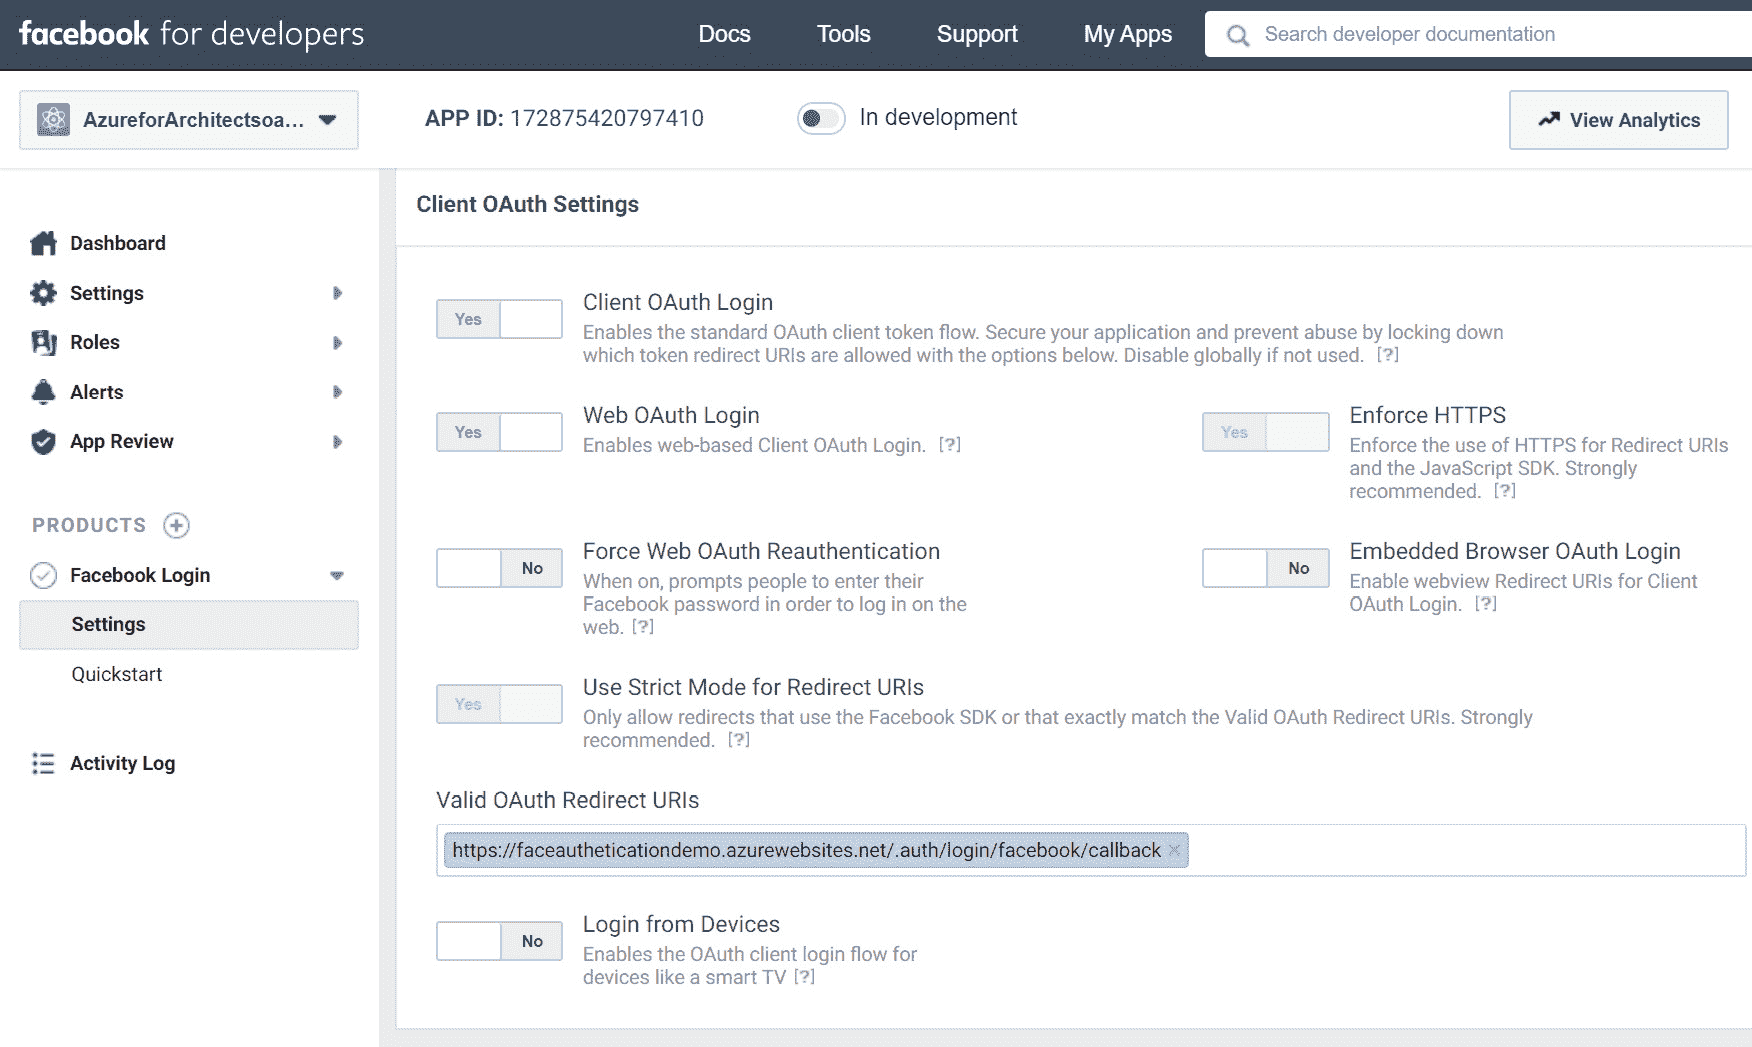 facebook for developers
Docs
Tools
Support
My Apps
Search developer documentation
AzureforArchitectsoa...
APP ID: 172875420797410
In development
View Analytics
Dashboard
Settings
Roles
Alerts
App Review
PRODUCTS
Facebook Login
Settings
Quickstart
Activity Log
Client OAuth Settings
Yes
Client OAuth Login
Enables the standard OAuth client token flow. Secure your application and prevent abuse by locking down
which token redirect URIs are allowed with the options below. Disable globally if not used. [?]
Yes
Web OAuth Login
Enables web-based Client OAuth Login. [?]
Yes
Enforce HTTPS
Enforce the use of HTTPS for Redirect URIs
and the JavaScript SDK. Strongly
recommended. [?]
No
Force Web OAuth Reauthentication
When on, prompts people to enter their
Facebook password in order to log in on the
web. [?]
No
Embedded Browser OAuth Login
Enable webview Redirect URIs for Client
OAuth Login. [?]
Yes
Use Strict Mode for Redirect URIs
Only allow redirects that use the Facebook SDK or that exactly match the Valid OAuth Redirect URIs. Strongly
recommended. [?]
Valid OAuth Redirect URIs
https://faceautheticationdemo.azurewebsites.net/.auth/login/facebook/callback
No
Login from Devices
Enables the OAuth client login flow for
devices like a smart TV [?]